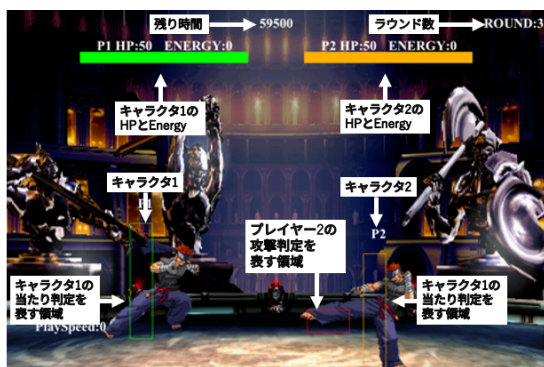 残り時間
59500
ラウンド数
ROUND:3
P1 HP:50 ENERGY:0
P2 HP:50 ENERGY:0
キャラクタ1の
HPとEnergy
キャラクタ2の
HPとEnergy
キャラクタ1
P1
キャラクタ2
P2
プレイヤー2の
攻撃判定を
表す領域
キャラクタ1の
当たり判定を
表す領域
キャラクタ1の
当たり判定を
表す領域
PlaySpeed:0